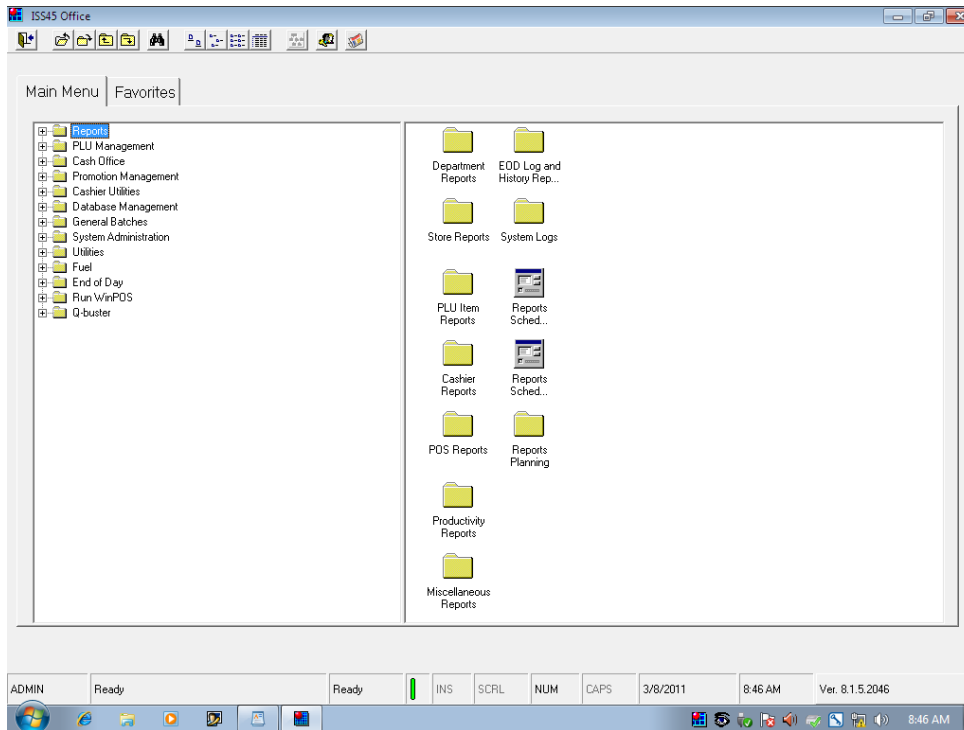 ISS45 Office
Main Menu
Favorites
Reports
PLU Management
Cash Office
Promotion Management
Cashier Utilities
Database Management
General Batches
System Administration
Utilities
Fuel
End of Day
Run WinPOS
Q-buster
Department
Reports
EOD Log and
History Rep...
Store Reports
System Logs
PLU Item
Reports
Reports
Sched...
Cashier
Reports
Reports
Sched...
POS Reports
Reports
Planning
Productivity
Reports
Miscellaneous
Reports
ADMIN
Ready
Ready
INS
SCRL
NUM
CAPS
3/8/2011
8:46 AM
Ver. 8.1.5.2046
8:46 AM